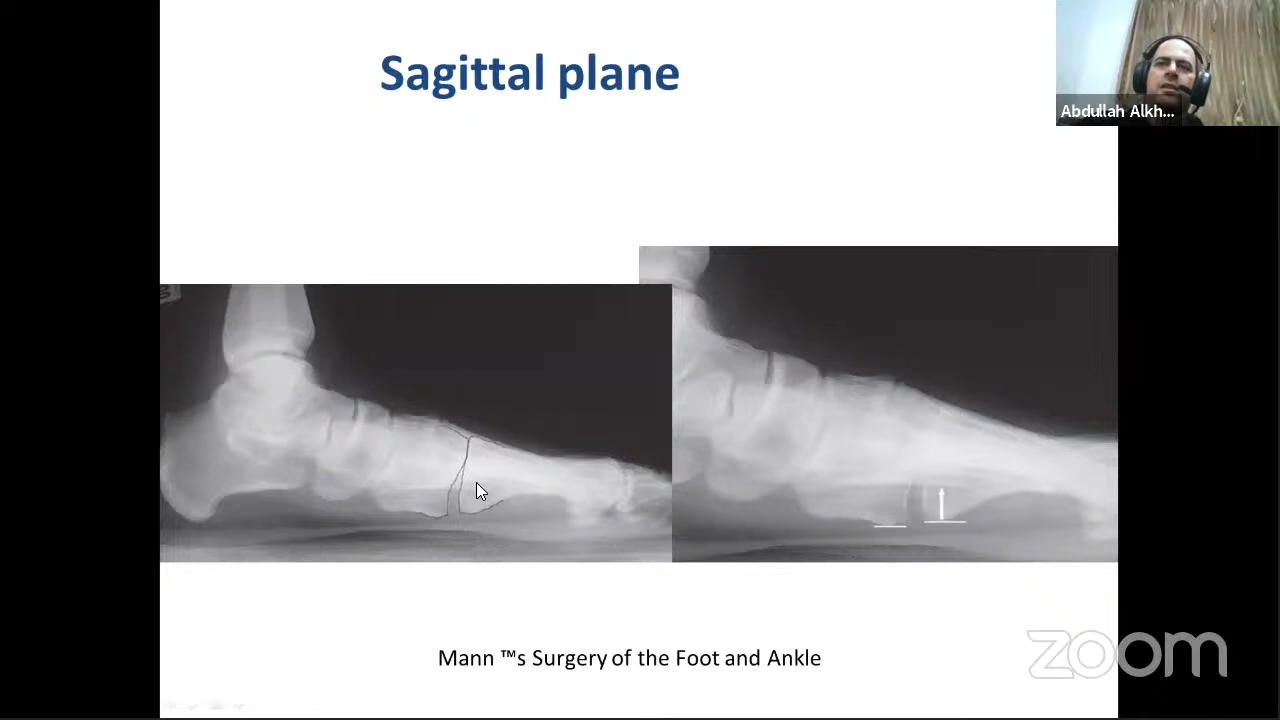 Sagittal plane
Abdullah Alkh...
Mann ™s Surgery of the Foot and Ankle
zoom